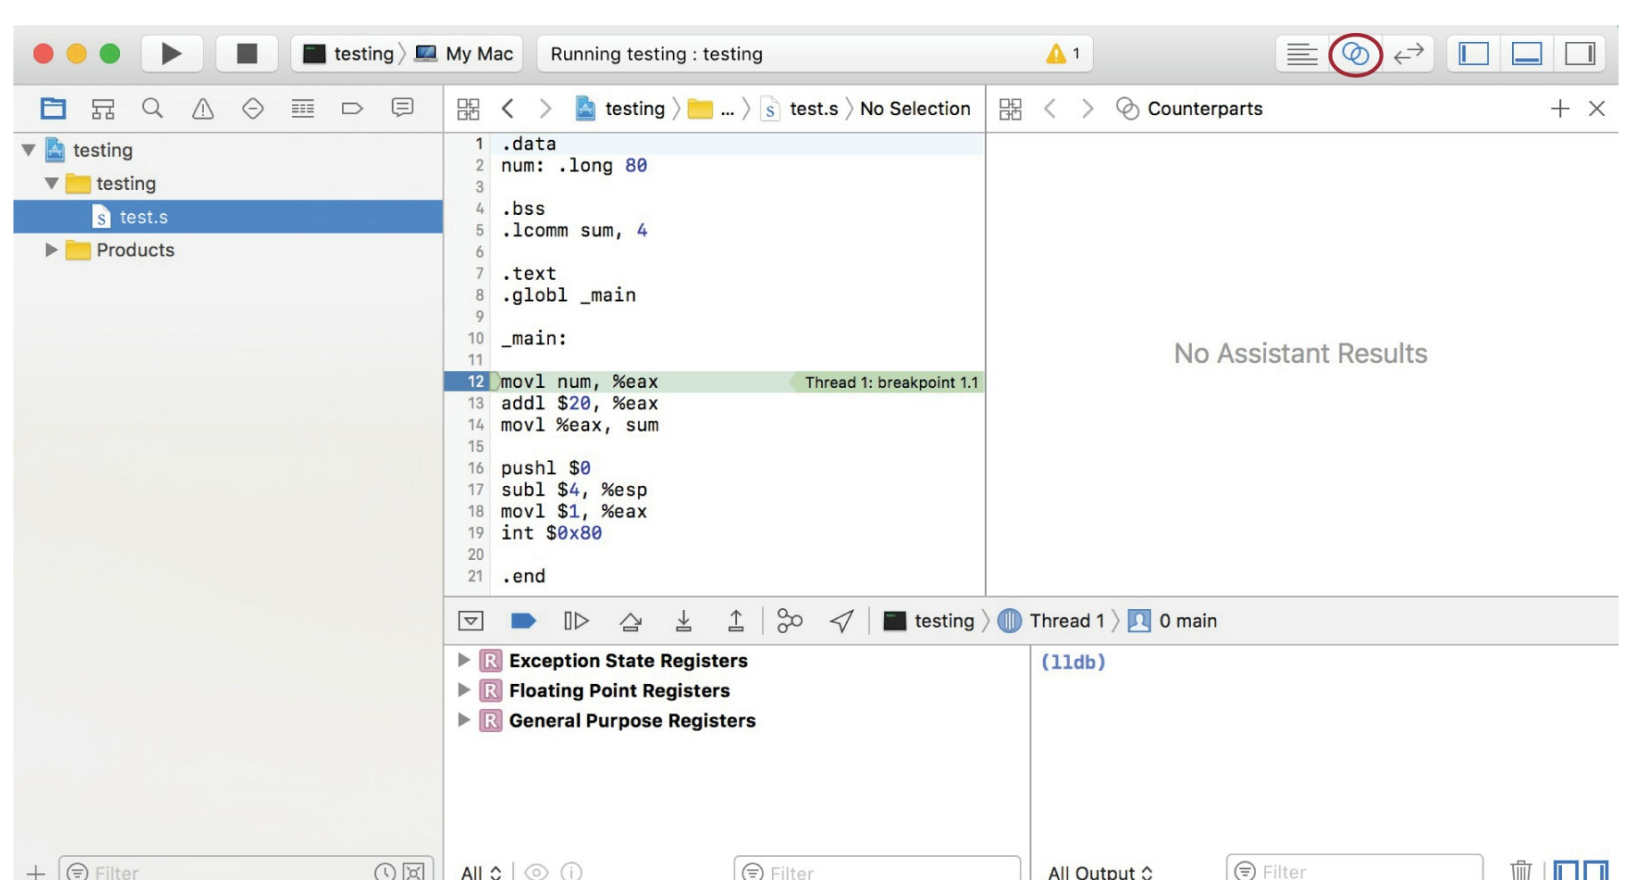 testing 〉 My Mac
Running testing : testing
1
testing 〉 ... 〉 s test.s 〉 No Selection
Counterparts
testing
testing
s test.s
Products
1 .data
2 num: .long 80
3
4 .bss
5 .lcomm sum, 4
6
7 .text
8 .globl _main
9
10 _main:
11
12 movl num, %eax Thread 1: breakpoint 1.1
13 addl $20, %eax
14 movl %eax, sum
15
16 pushl $0
17 subl $4, %esp
18 movl $1, %eax
19 int $0x80
20
21 .end
No Assistant Results
testing 〉 Thread 1 〉 0 main
R Exception State Registers
R Floating Point Registers
R General Purpose Registers
(lldb)
Filter
All
Filter
All Output
Filter